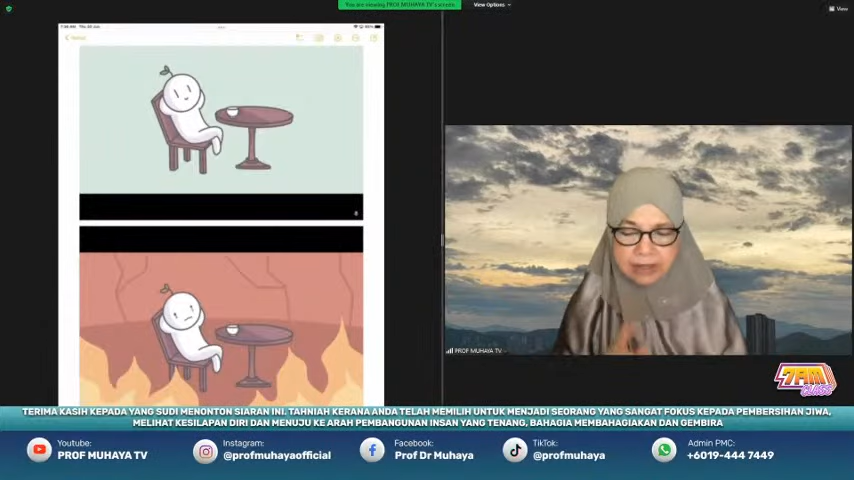 You are viewing PROF MUHAYA TV's screen
View Options
View
PROF MUHAYA TV
7AM
CLASS
TERIMA KASIH KEPADA YANG SUDI MENONTON SIARAN INI. TAHNIAH KERANA ANDA TELAH MEMILIH UNTUK MENJADI SEORANG YANG SANGAT FOKUS KEPADA PEMBERSIHAN JIWA,
MELIHAT KESILAPAN DIRI DAN MENUJU KE ARAH PEMBANGUNAN INSAN YANG TENANG, BAHAGIA MEMBAHAGIAKAN DAN GEMBIRA
Youtube:
PROF MUHAYA TV
Instagram:
@profmuhayaofficial
Facebook:
Prof Dr Muhaya
TikTok:
@profmuhaya
Admin PMC:
+6019-444 7449